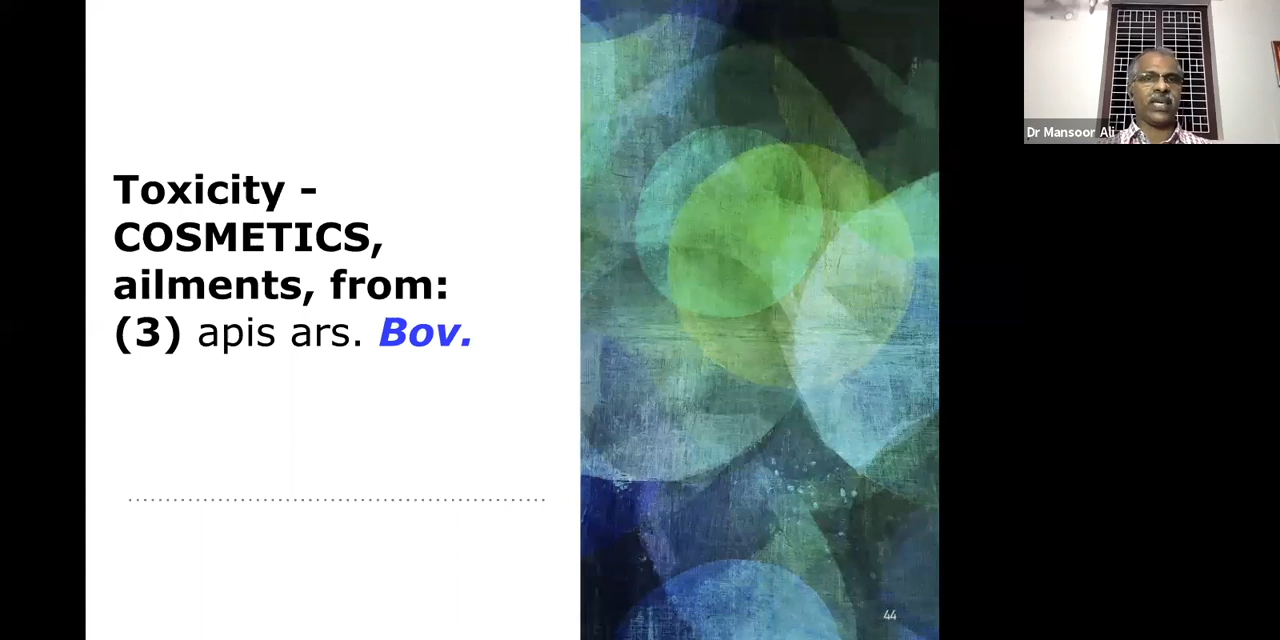 Toxicity -
COSMETICS,
ailments, from:
(3) apis ars. Bov.
44
Dr Mansoor Ali